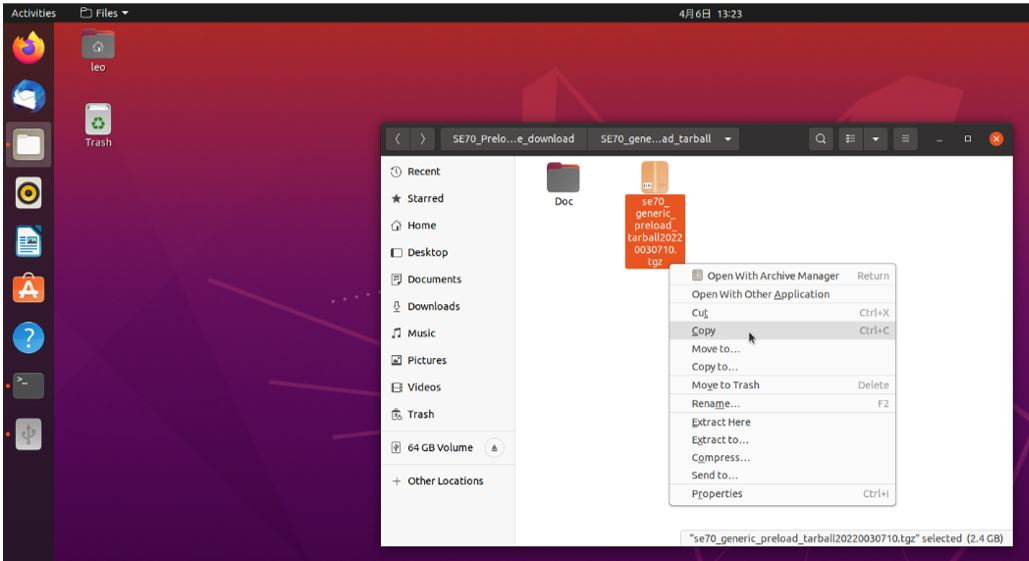 Activities
Files
4月6日 13:23
leo
Trash
SE70_Prelo...e_download
SE70_gene...ad_tarball
Recent
Starred
Home
Desktop
Documents
Downloads
Music
Pictures
Videos
Trash
64 GB Volume
Other Locations
Doc
se70_
generic_
preload_
tarball2022
0030710.
tgz
Open With Archive Manager Return
Open With Other Application
Cut Ctrl+X
Copy Ctrl+C
Move to...
Copy to...
Move to Trash Delete
Rename... F2
Extract Here
Extract to...
Compress...
Send to...
Properties Ctrl+I
"se70_generic_preload_tarball20220030710.tgz" selected (2.4 GB)